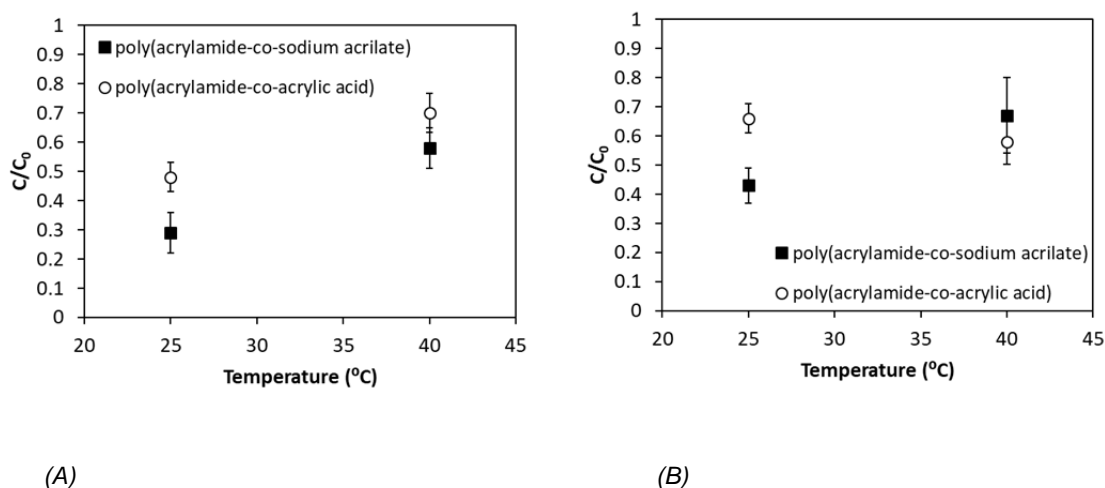 1
0.9
0.8
0.7
0.6
0.5
0.4
0.3
0.2
0.1
0
C/C₀
poly(acrylamide-co-sodium acrilate)
poly(acrylamide-co-acrylic acid)
20 25 30 35 40 45
Temperature (⁰C)
(A)
1
0.9
0.8
0.7
0.6
0.5
0.4
0.3
0.2
0.1
0
C/C₀
poly(acrylamide-co-sodium acrilate)
poly(acrylamide-co-acrylic acid)
20 25 30 35 40 45
Temperature (⁰C)
(B)